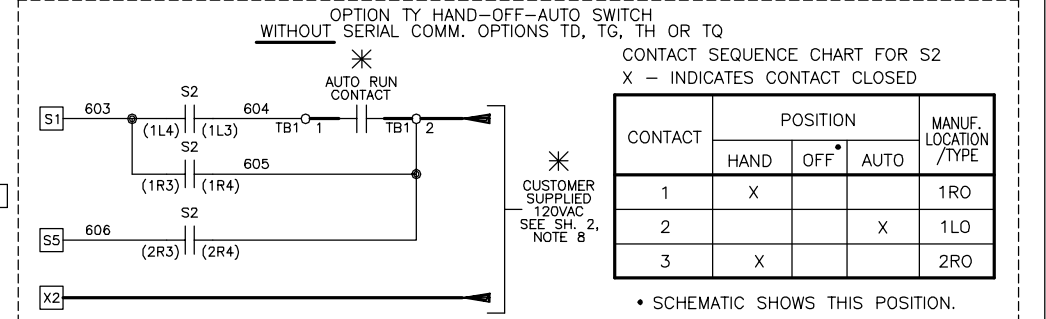 OPTION TY HAND-OFF-AUTO SWITCH
WITHOUT SERIAL COMM. OPTIONS TD, TG, TH OR TQ
AUTO RUN
CONTACT
S1
603
S2
604
(1L4)
(1L3)
TB1
1
TB1
2
S2
605
(1R3)
(1R4)
S5
606
S2
(2R3)
(2R4)
X2
CUSTOMER
SUPPLIED
120VAC
SEE SH. 2,
NOTE 8
CONTACT SEQUENCE CHART FOR S2
X - INDICATES CONTACT CLOSED
CONTACT
POSITION
MANUF.
LOCATION
/TYPE
HAND
OFF•
AUTO
1 X 1RO
2 X 1LO
3 X 2RO
• SCHEMATIC SHOWS THIS POSITION.